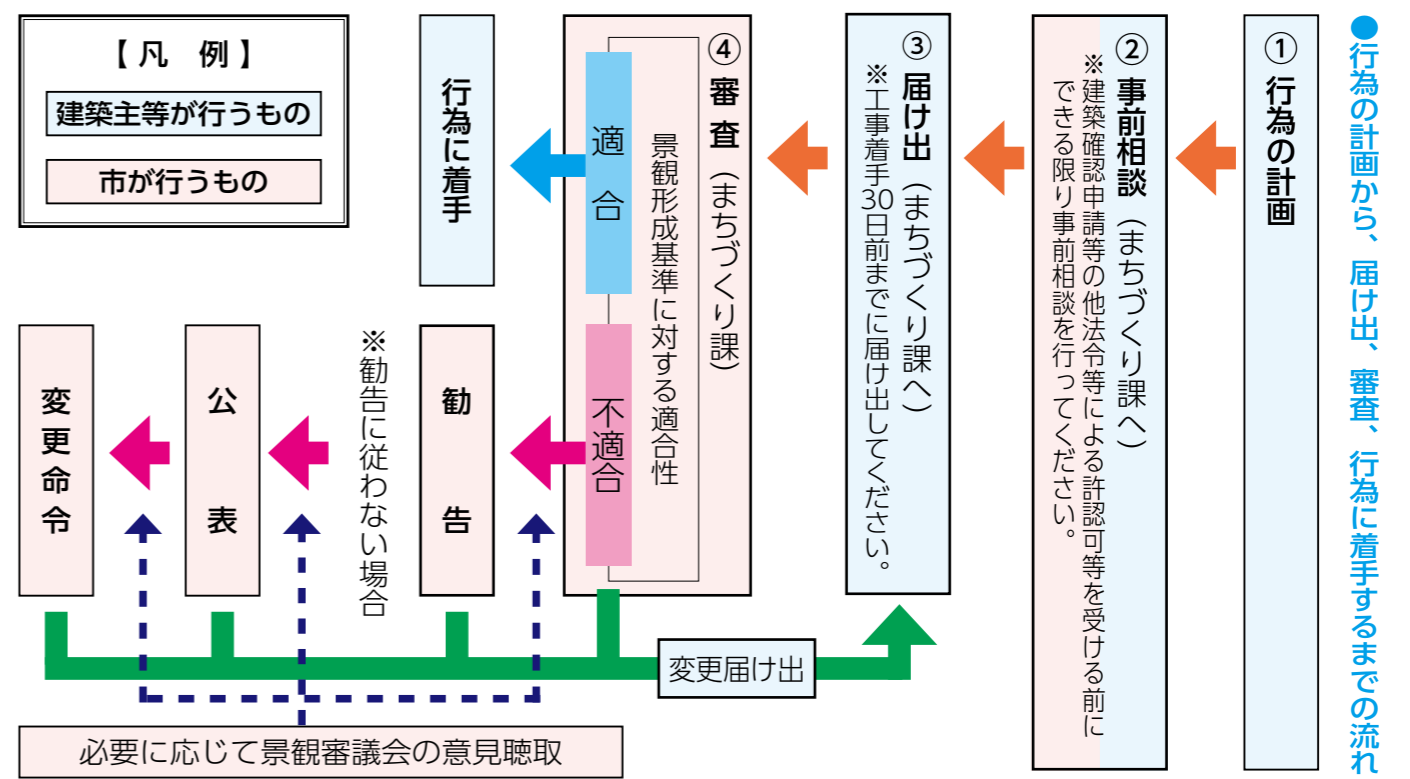 ●行為の計画から、届け出、審査、行為に着手するまでの流れ
① 行為の計画
② 事前相談（まちづくり課へ）
※建築確認申請等の他法令等による許認可等を受ける前に
できる限り事前相談を行ってください。
③ 届け出（まちづくり課へ）
※工事着手30日前までに届け出してください。
④ 審査（まちづくり課）
景観形成基準に対する適合性
適合
不適合
行為に着手
勧告
※勧告に従わない場合
公表
変更命令
変更届け出
必要に応じて景観審議会の意見聴取
【凡 例】
建築主等が行うもの
市が行うもの